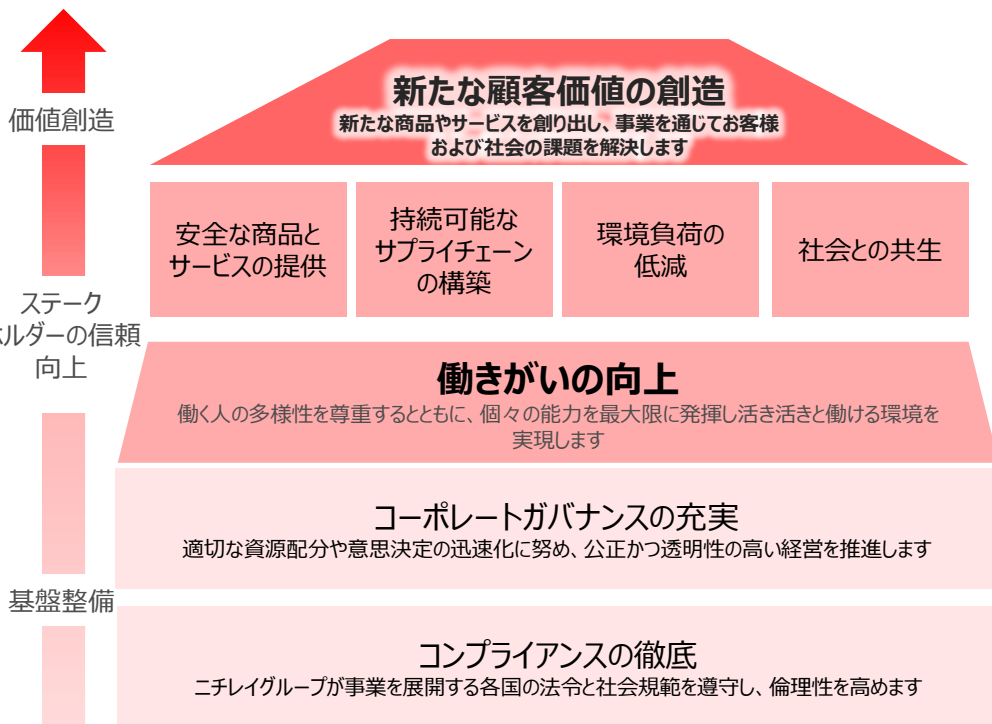 価値創造
新たな顧客価値の創造
新たな商品やサービスを創り出し、事業を通じてお客様
および社会の課題を解決します
安全な商品と
サービスの提供
持続可能な
サプライチェーン
の構築
環境負荷の
低減
社会との共生
ステーク
ホルダーの信頼
向上
働きがいの向上
働く人の多様性を尊重するとともに、個々の能力を最大限に発揮し活き活きと働ける環境を
実現します
コーポレートガバナンスの充実
適切な資源配分や意思決定の迅速化に努め、公正かつ透明性の高い経営を推進します
基盤整備
コンプライアンスの徹底
ニチレイグループが事業を展開する各国の法令と社会規範を遵守し、倫理性を高めます